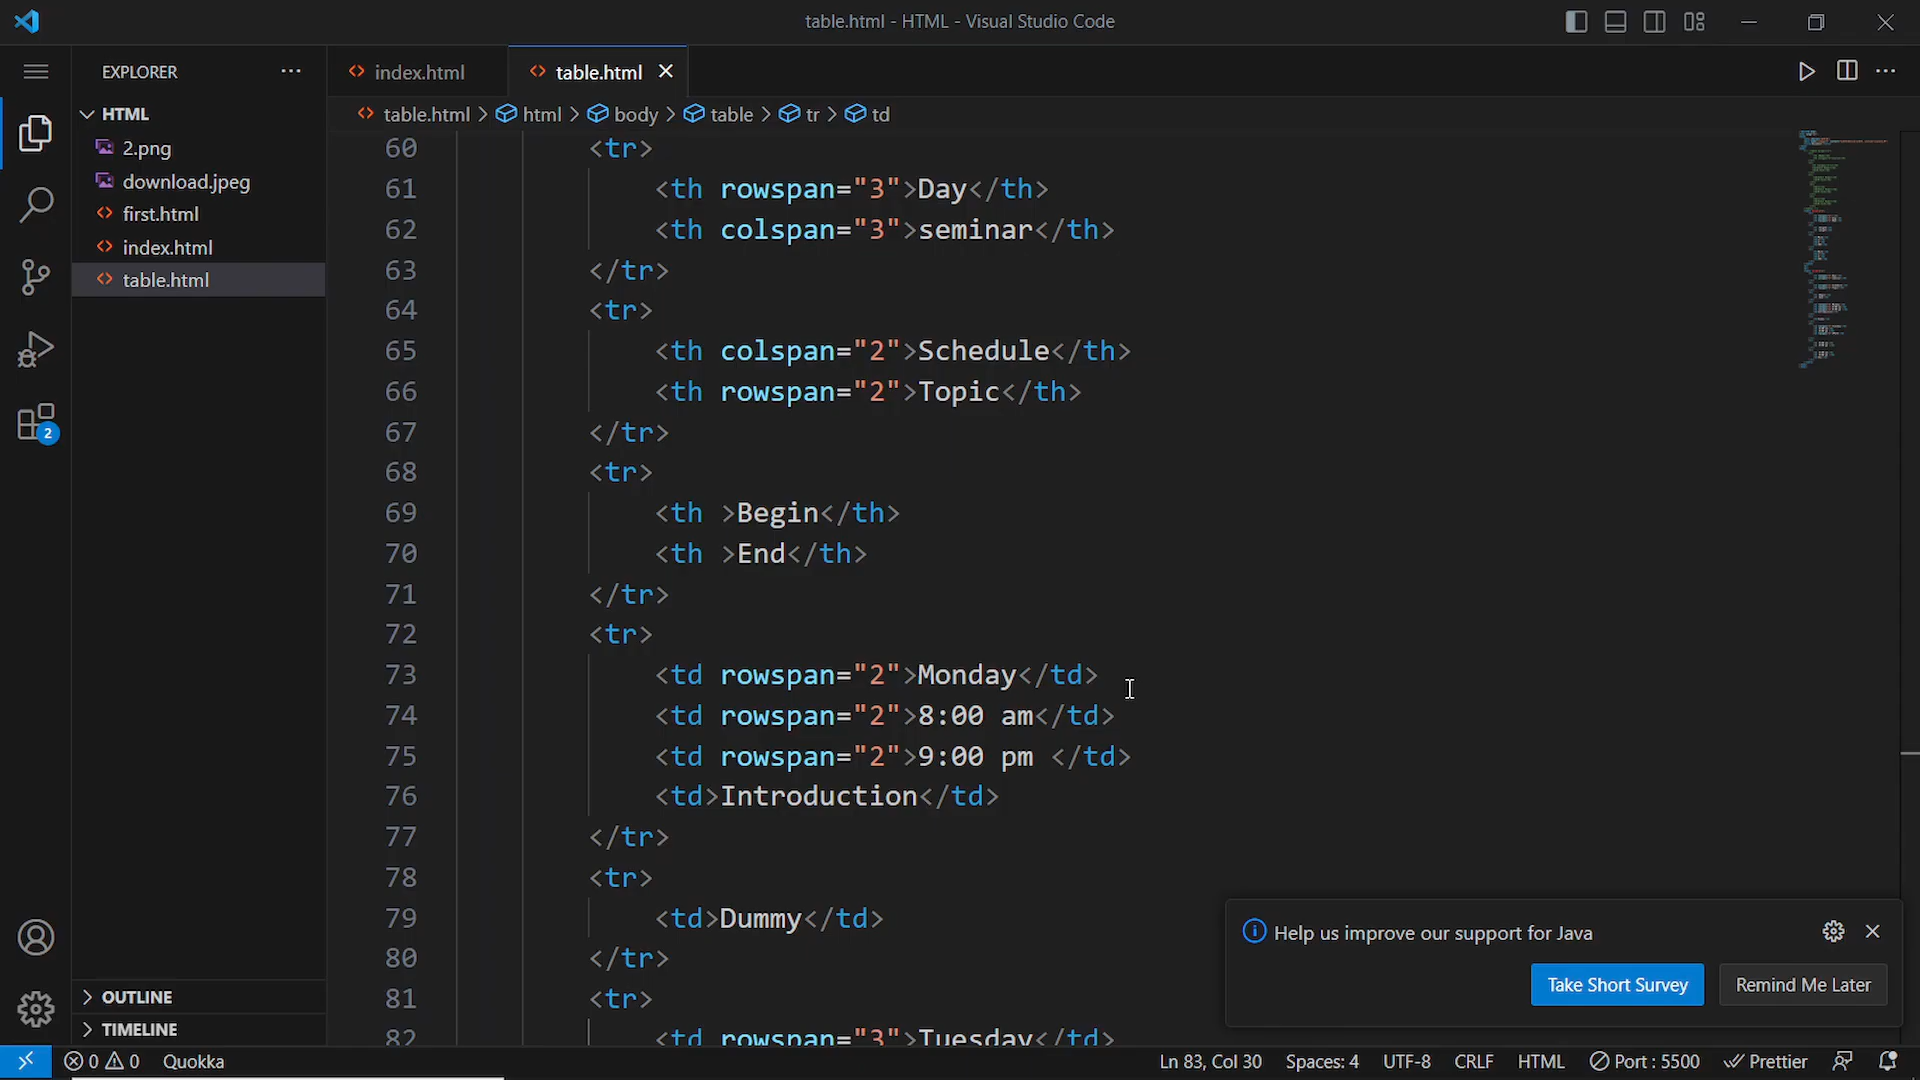 table.html - HTML - Visual Studio Code
EXPLORER
index.html
table.html
HTML
table.html > html > body > table > tr > td
2.png
download.jpeg
first.html
index.html
table.html
60 <tr>
61 <th rowspan="3">Day</th>
62 <th colspan="3">seminar</th>
63 </tr>
64 <tr>
65 <th colspan="2">Schedule</th>
66 <th rowspan="2">Topic</th>
67 </tr>
68 <tr>
69 <th >Begin</th>
70 <th >End</th>
71 </tr>
72 <tr>
73 <td rowspan="2">Monday</td>
74 <td rowspan="2">8:00 am</td>
75 <td rowspan="2">9:00 pm </td>
76 <td>Introduction</td>
77 </tr>
78 <tr>
79 <td>Dummy</td>
80 </tr>
81 <tr>
82 <td rowspan="3">Tuesday</td>
2
Help us improve our support for Java
Take Short Survey
Remind Me Later
OUTLINE
TIMELINE
0 0 Quokka
Ln 83, Col 30 Spaces: 4 UTF-8 CRLF HTML Port : 5500 Prettier